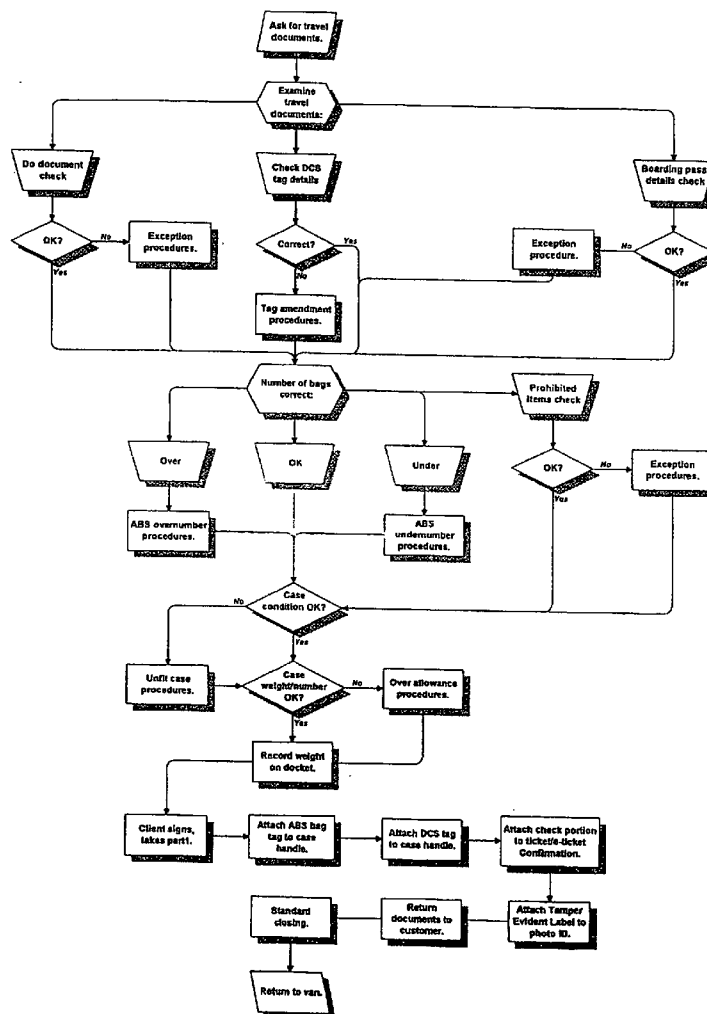 Ask for travel
documents.
Examine
travel
documents:
Do document
check
Check DCS
tag details
Boarding pass
details check
OK?
No
Exception
procedures.
Correct?
Yes
Exception
procedure.
No
OK?
Yes
No
Yes
Tag amendment
procedures.
Number of bags
correct:
Prohibited
items check
Over
OK
Under
OK?
No
Exception
procedures.
Yes
ABS overnumber
procedures.
ABS
undernumber
procedures.
No
Case
condition OK?
Yes
Unfit case
procedures.
Case
weight/number
OK?
No
Over allowance
procedures.
Yes
Record weight
on docket.
Client signs,
takes part1.
Attach ABS bag
tag to case
handle.
Attach DCS tag
to case handle.
Attach check portion
to ticket/e-ticket
Confirmation.
Standard
closing.
Return
documents to
customer.
Attach Tamper
Evident Label to
photo ID.
Return to van.